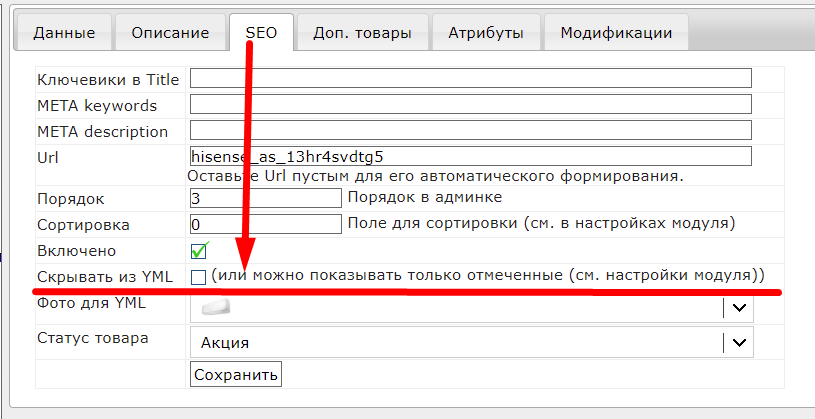 Данные Описание SEO Доп. товары Атрибуты Модификации
Ключевики в Title
META keywords
META description
Url hisense_as_13hr4svdtg5
Оставьте Url пустым для его автоматического формирования.
Порядок 3 Порядок в админке
Сортировка 0 Поле для сортировки (см. в настройках модуля)
Включено
Скрывать из YML (или можно показывать только отмеченные (см. настройки модуля))
Фото для YML
Статус товара Акция
Сохранить